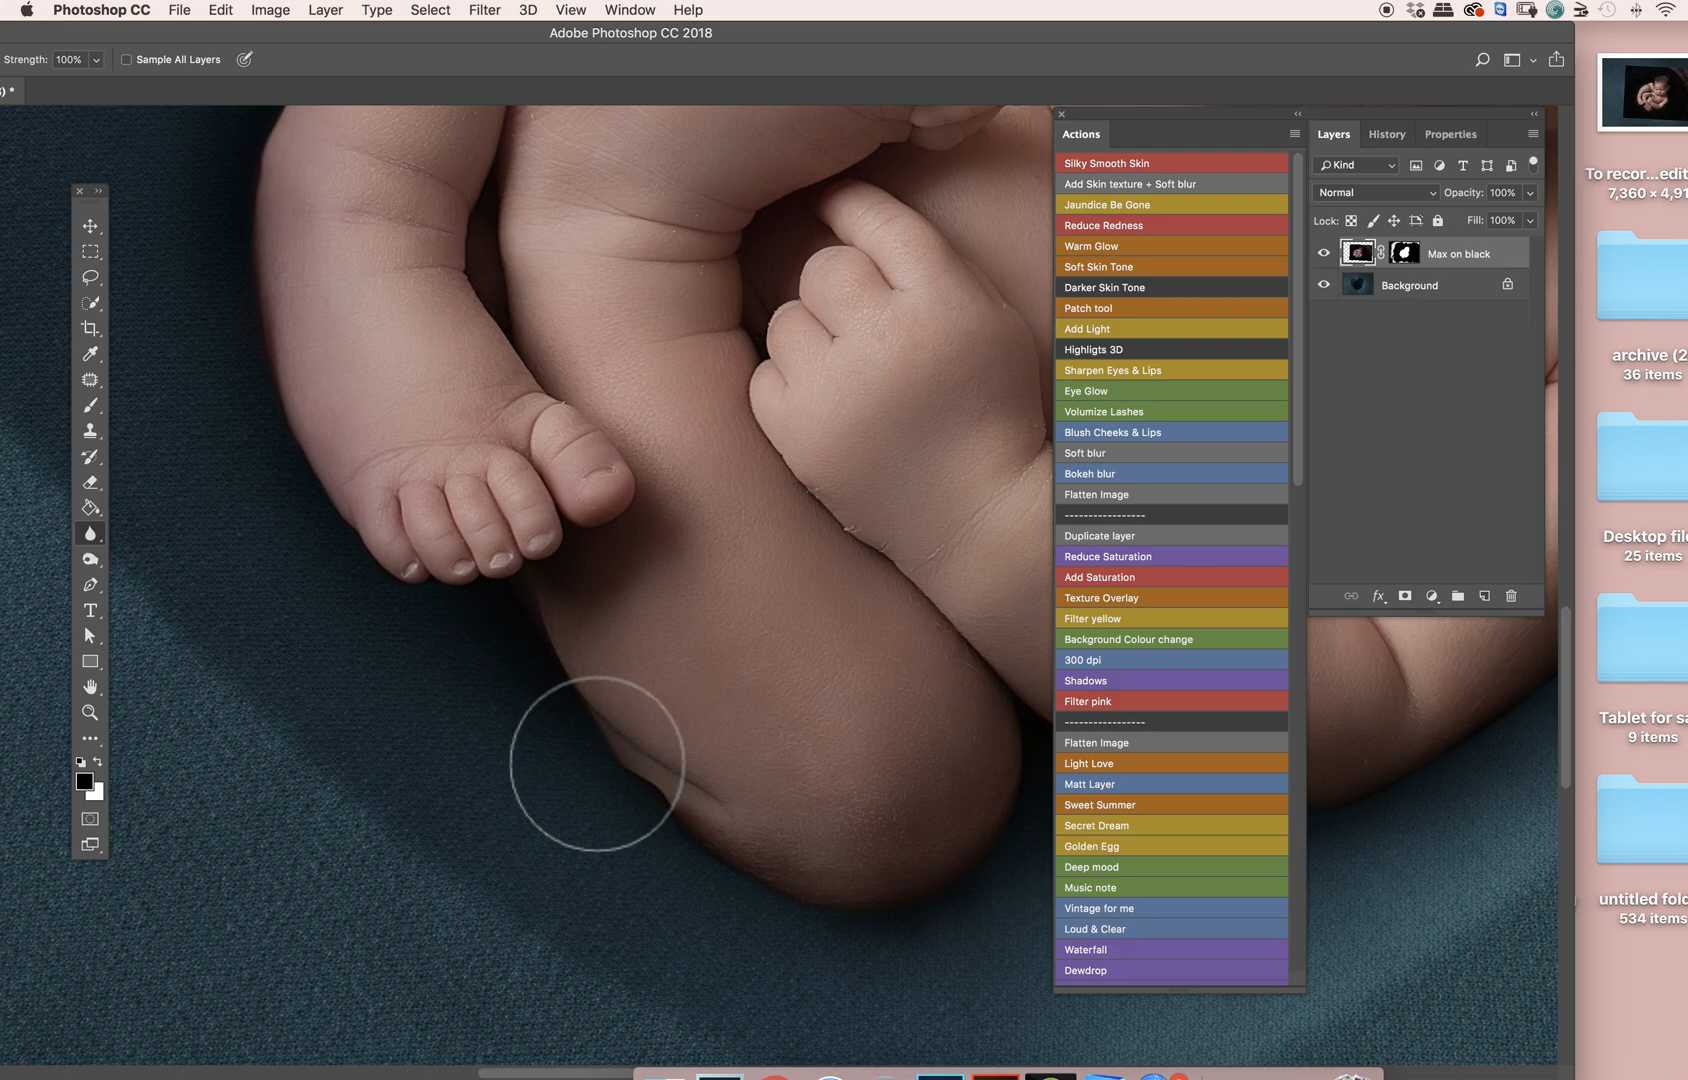 Photoshop CC File Edit Image Layer Type Select Filter 3D View Window Help
Adobe Photoshop CC 2018
Strength: 100% Sample All Layers
) *
Actions
Silky Smooth Skin
Add Skin texture + Soft blur
Jaundice Be Gone
Reduce Redness
Warm Glow
Soft Skin Tone
Darker Skin Tone
Patch tool
Add Light
Highligts 3D
Sharpen Eyes & Lips
Eye Glow
Volumize Lashes
Blush Cheeks & Lips
Soft blur
Bokeh blur
Flatten Image
----------------
Duplicate layer
Reduce Saturation
Add Saturation
Texture Overlay
Filter yellow
Background Colour change
300 dpi
Shadows
Filter pink
----------------
Flatten Image
Light Love
Matt Layer
Sweet Summer
Secret Dream
Golden Egg
Deep mood
Music note
Vintage for me
Loud & Clear
Waterfall
Dewdrop
Layers History Properties
Kind
Normal Opacity: 100%
Lock: Fill: 100%
Max on black
Background
fx
To recor...edit
7,360 × 4,91
archive (2
36 items
Desktop file
25 items
Tablet for sa
9 items
untitled fold
534 items